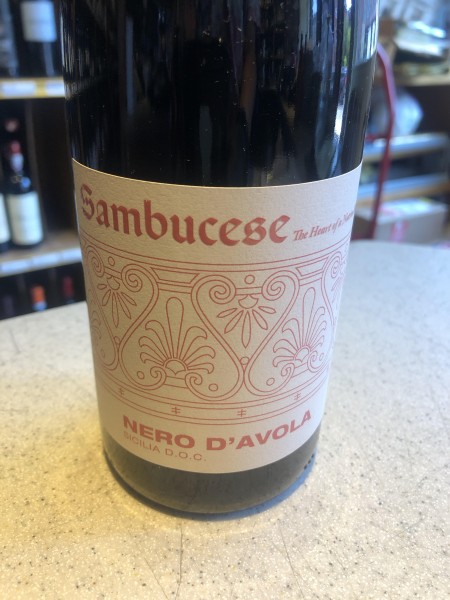 Sambucese
The Heart of a
NERO D'AVOLA
SICILIA D.O.C.